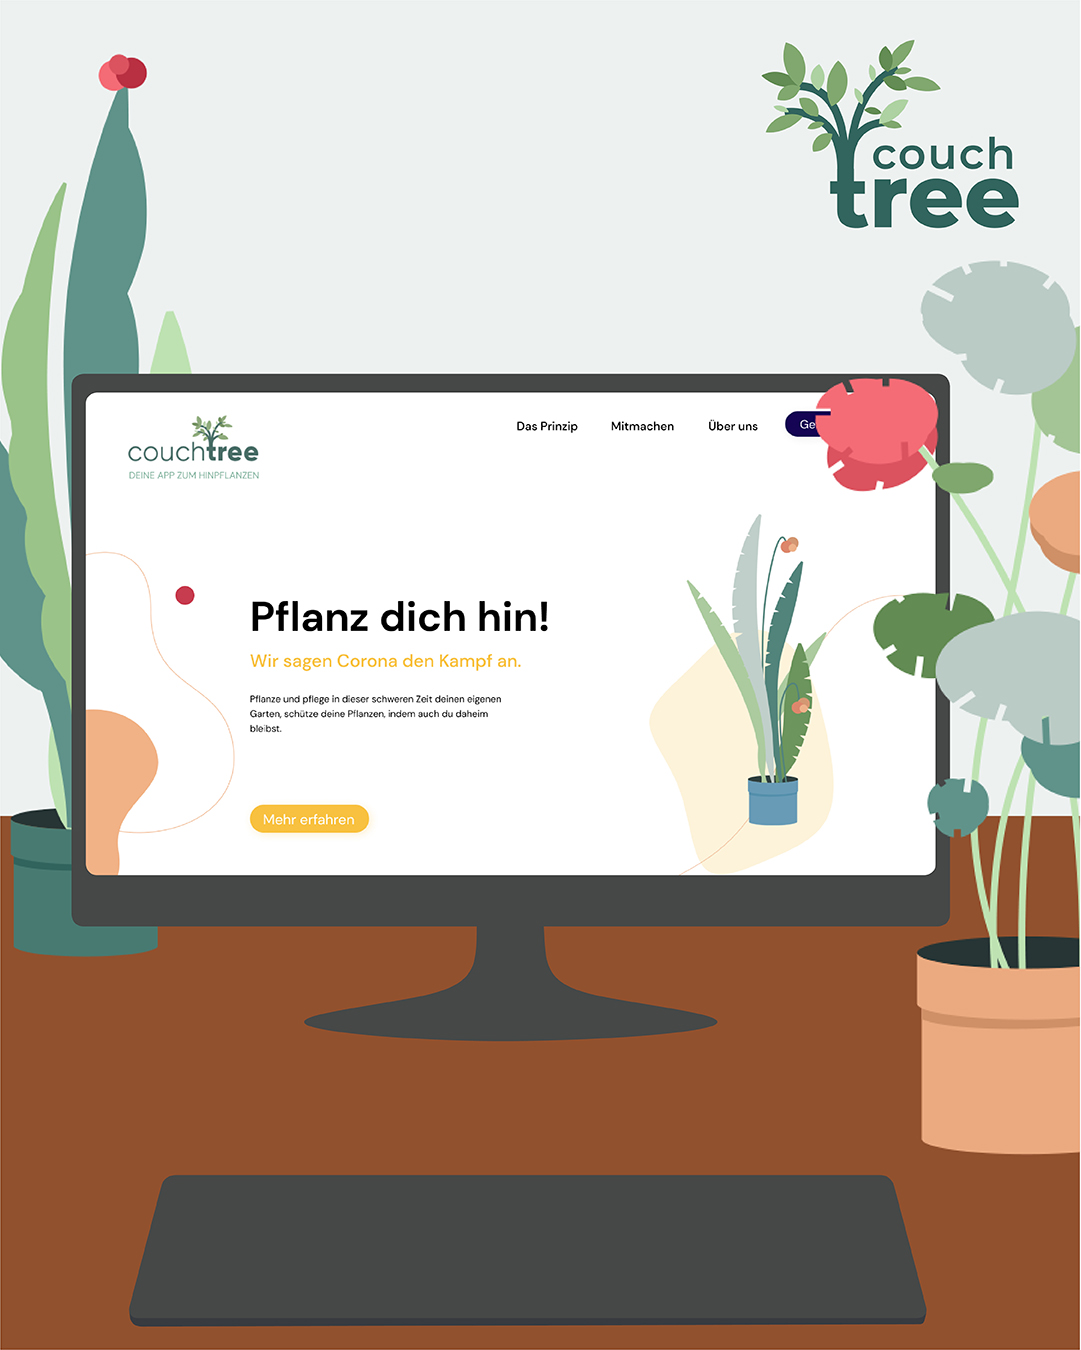 couch
tree
couchtree
DEINE APP ZUM HINPFLANZEN
Das Prinzip
Mitmachen
Über uns
Pflanz dich hin!
Wir sagen Corona den Kampf an.
Pflanze und pflege in dieser schweren Zeit deinen eigenen
Garten, schütze deine Pflanzen, indem auch du daheim
bleibst.
Mehr erfahren